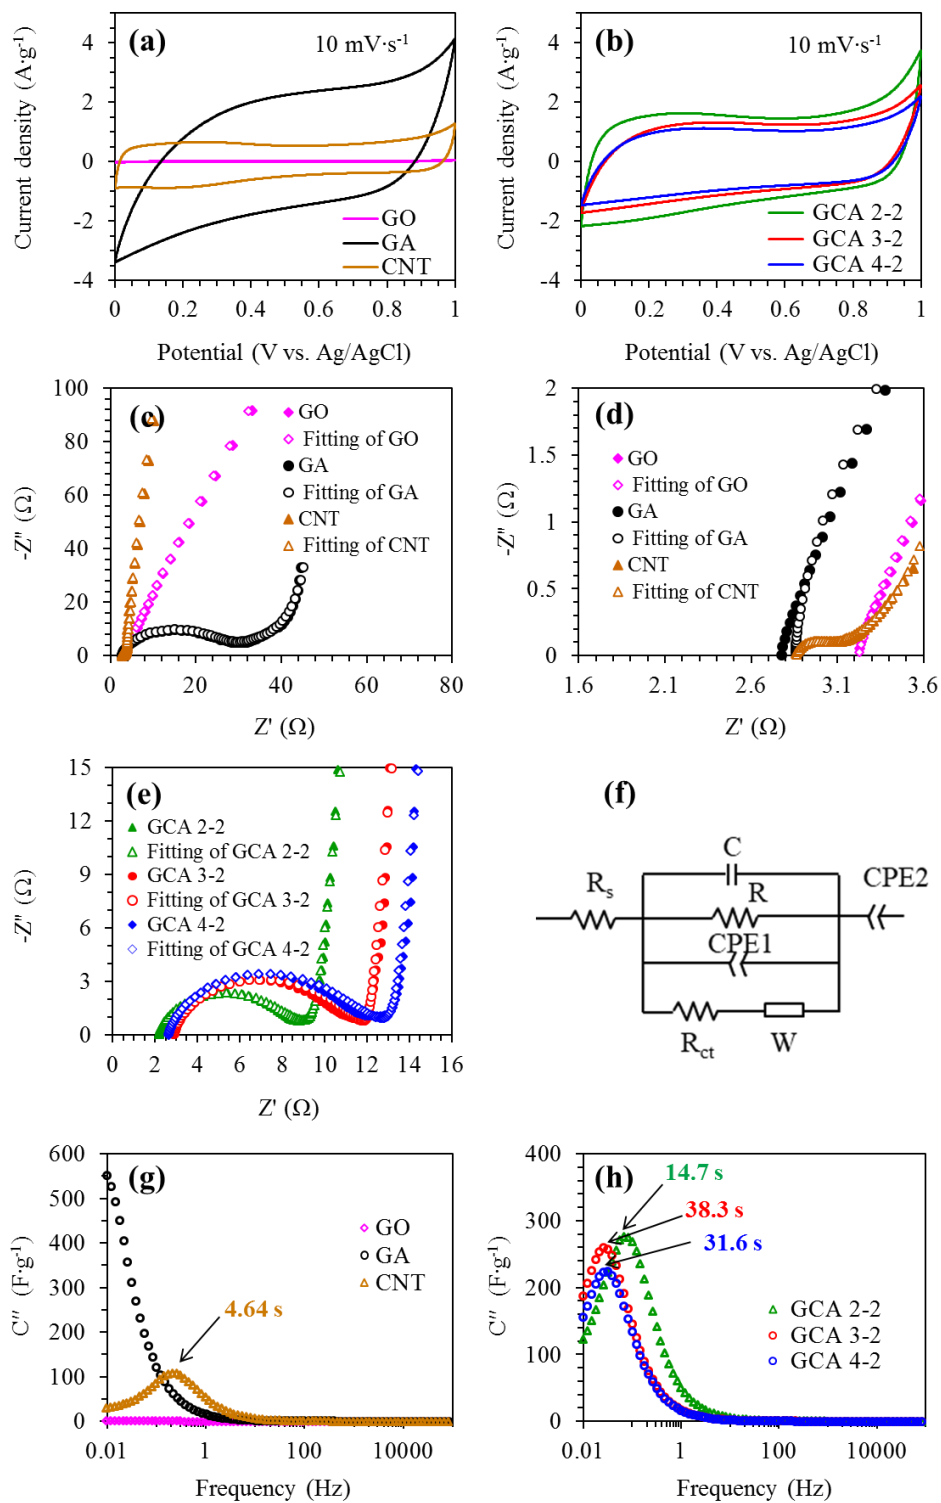 (a)
10 mV·s⁻¹
Current density (A·g⁻¹)
4
2
0
-2
-4
GO
GA
CNT
0
0.2
0.4
0.6
0.8
1
Potential (V vs. Ag/AgCl)
(b)
10 mV·s⁻¹
Current density (A·g⁻¹)
4
2
0
-2
-4
GCA 2-2
GCA 3-2
GCA 4-2
0
0.2
0.4
0.6
0.8
1
Potential (V vs. Ag/AgCl)
(c)
-Z" (Ω)
100
80
60
40
20
0
GO
Fitting of GO
GA
Fitting of GA
CNT
Fitting of CNT
0
20
40
60
80
Z' (Ω)
(d)
-Z" (Ω)
2
1.5
1
0.5
0
GO
Fitting of GO
GA
Fitting of GA
CNT
Fitting of CNT
1.6
2.1
2.6
3.1
3.6
Z' (Ω)
(e)
-Z" (Ω)
15
12
9
6
3
0
GCA 2-2
Fitting of GCA 2-2
GCA 3-2
Fitting of GCA 3-2
GCA 4-2
Fitting of GCA 4-2
0
2
4
6
8
10
12
14
16
Z' (Ω)
(f)
C
Rs
R
CPE2
CPE1
Rct
W
(g)
C" (F·g⁻¹)
600
500
400
300
200
100
0
GO
GA
CNT
4.64 s
0.01
1
100
10000
Frequency (Hz)
(h)
C" (F·g⁻¹)
400
300
200
100
0
14.7 s
38.3 s
31.6 s
GCA 2-2
GCA 3-2
GCA 4-2
0.01
1
100
10000
Frequency (Hz)